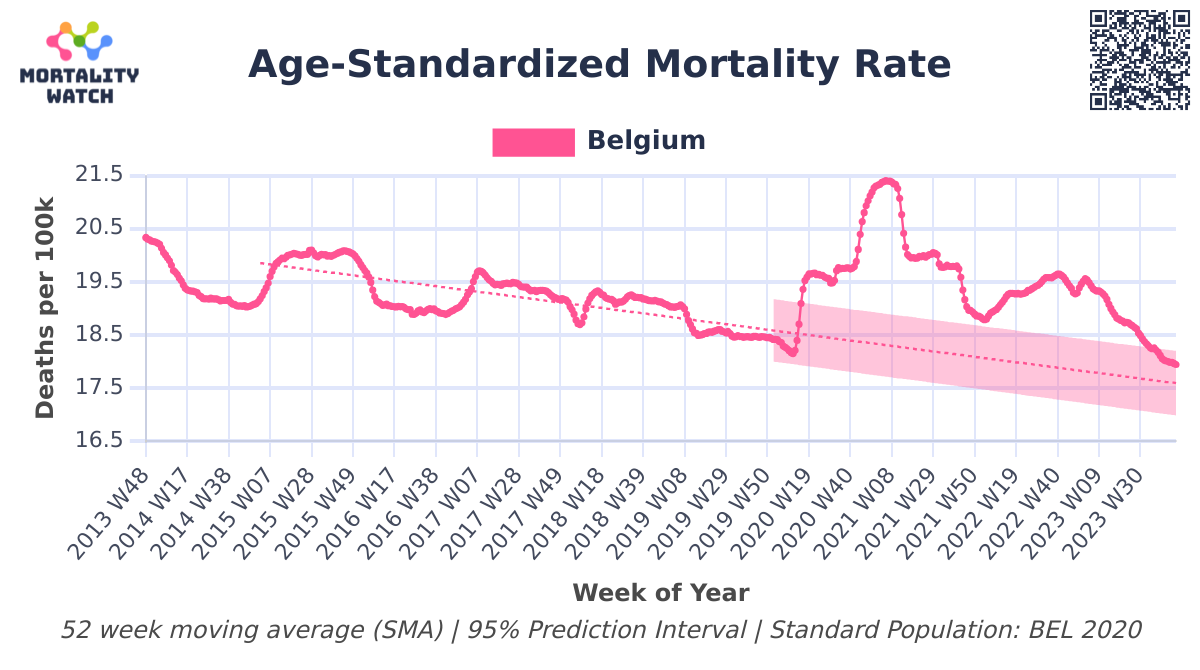 MORTALITY
WATCH
Age-Standardized Mortality Rate
Belgium
Deaths per 100k
21.5
20.5
19.5
18.5
17.5
16.5
2013 W48
2014 W17
2014 W38
2015 W07
2015 W28
2015 W49
2016 W17
2016 W38
2017 W07
2017 W28
2017 W49
2018 W18
2018 W39
2019 W08
2019 W29
2019 W50
2020 W19
2020 W40
2021 W08
2021 W29
2021 W50
2022 W19
2022 W40
2023 W09
2023 W30
Week of Year
52 week moving average (SMA) | 95% Prediction Interval | Standard Population: BEL 2020